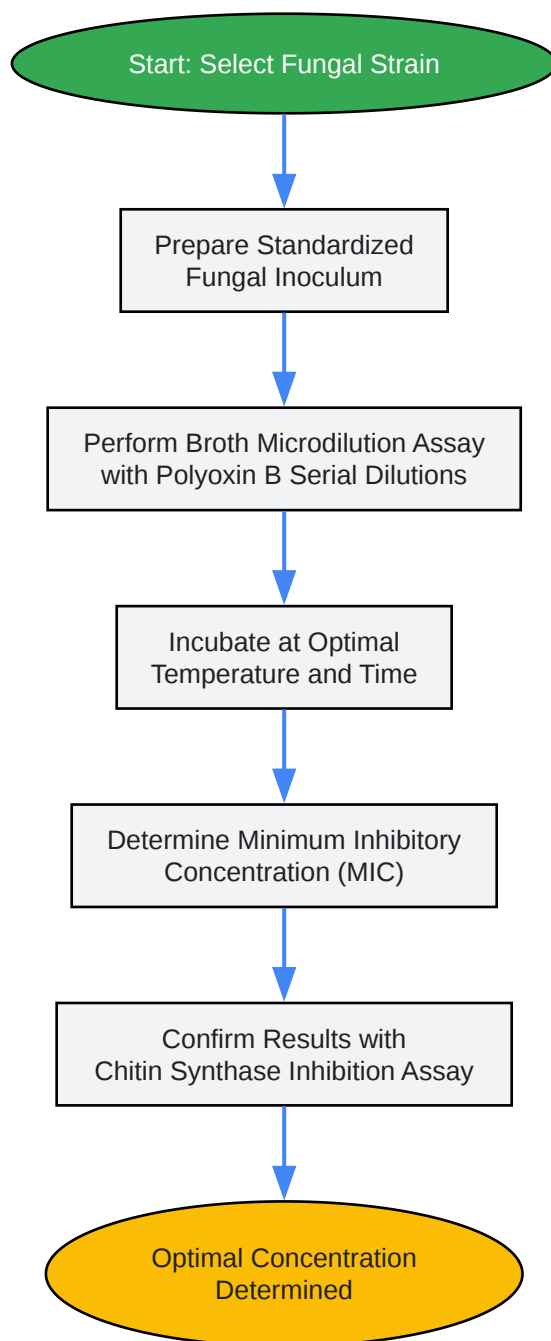 Start: Select Fungal Strain
Prepare Standardized
Fungal Inoculum
Perform Broth Microdilution Assay
with Polyoxin B Serial Dilutions
Incubate at Optimal
Temperature and Time
Determine Minimum Inhibitory
Concentration (MIC)
Confirm Results with
Chitin Synthase Inhibition Assay
Optimal Concentration
Determined